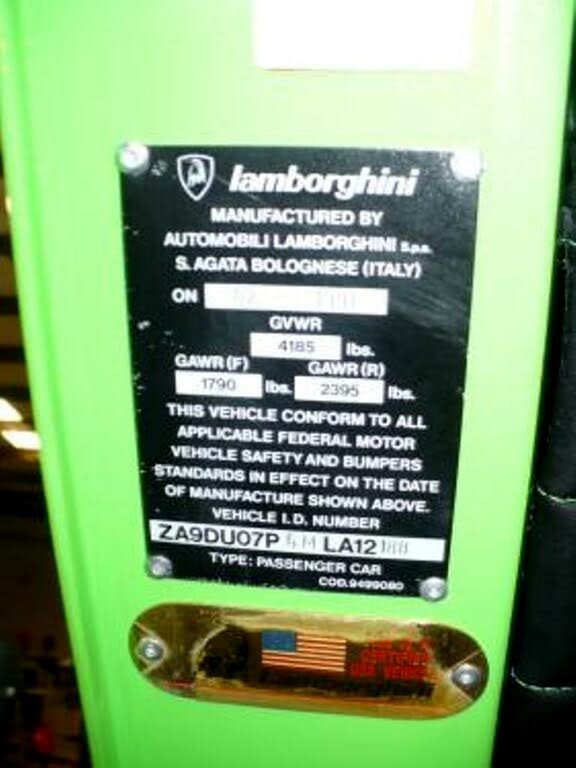 lamborghini
MANUFACTURED BY
AUTOMOBILI LAMBORGHINI S.p.a.
S. AGATA BOLOGNESE (ITALY)
ON
GVWR
4185 lbs.
GAWR (F) GAWR (R)
1790 lbs. 2395 lbs.
THIS VEHICLE CONFORM TO ALL
APPLICABLE FEDERAL MOTOR
VEHICLE SAFETY AND BUMPERS
STANDARDS IN EFFECT ON THE DATE
OF MANUFACTURE SHOWN ABOVE.
VEHICLE I.D. NUMBER
ZA9DU07P LA12188
TYPE: PASSENGER CAR
COD.9499080
lamborghini